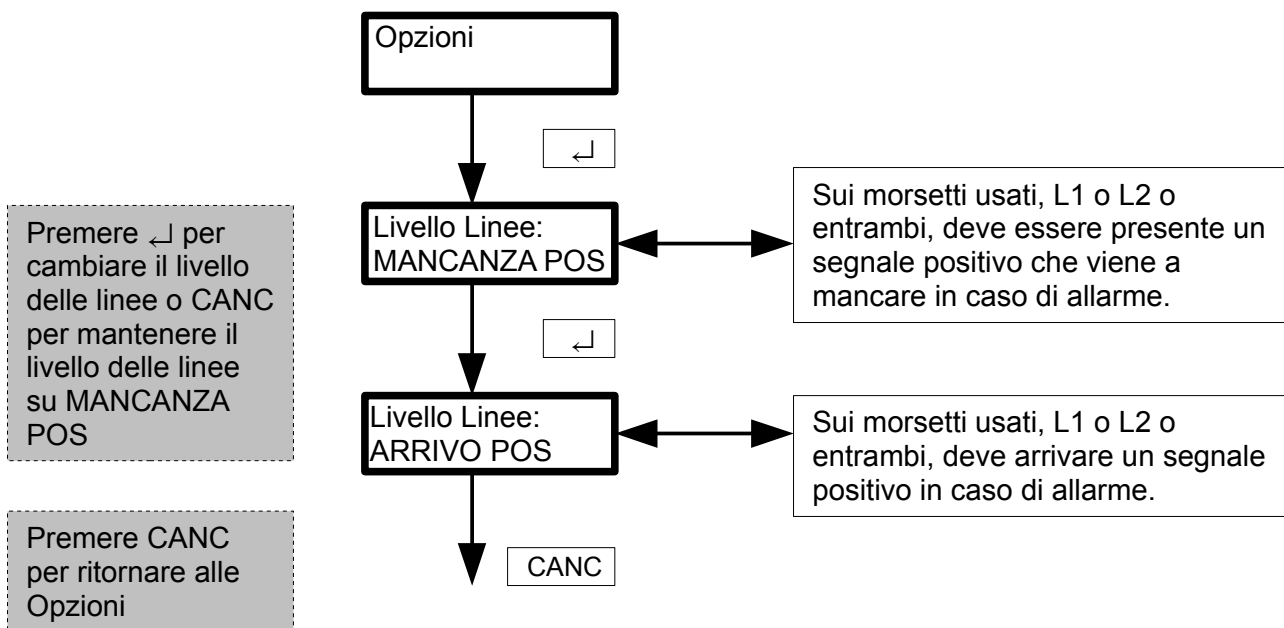 Opzioni
↵
Premere ↵ per
cambiare il livello
delle linee o CANC
per mantenere il
livello delle linee
su MANCANZA
POS
Livello Linee:
MANCANZA POS
Sui morsetti usati, L1 o L2 o
entrambi, deve essere presente un
segnale positivo che viene a
mancare in caso di allarme.
↵
Livello Linee:
ARRIVO POS
Sui morsetti usati, L1 o L2 o
entrambi, deve arrivare un segnale
positivo in caso di allarme.
Premere CANC
per ritornare alle
Opzioni
CANC